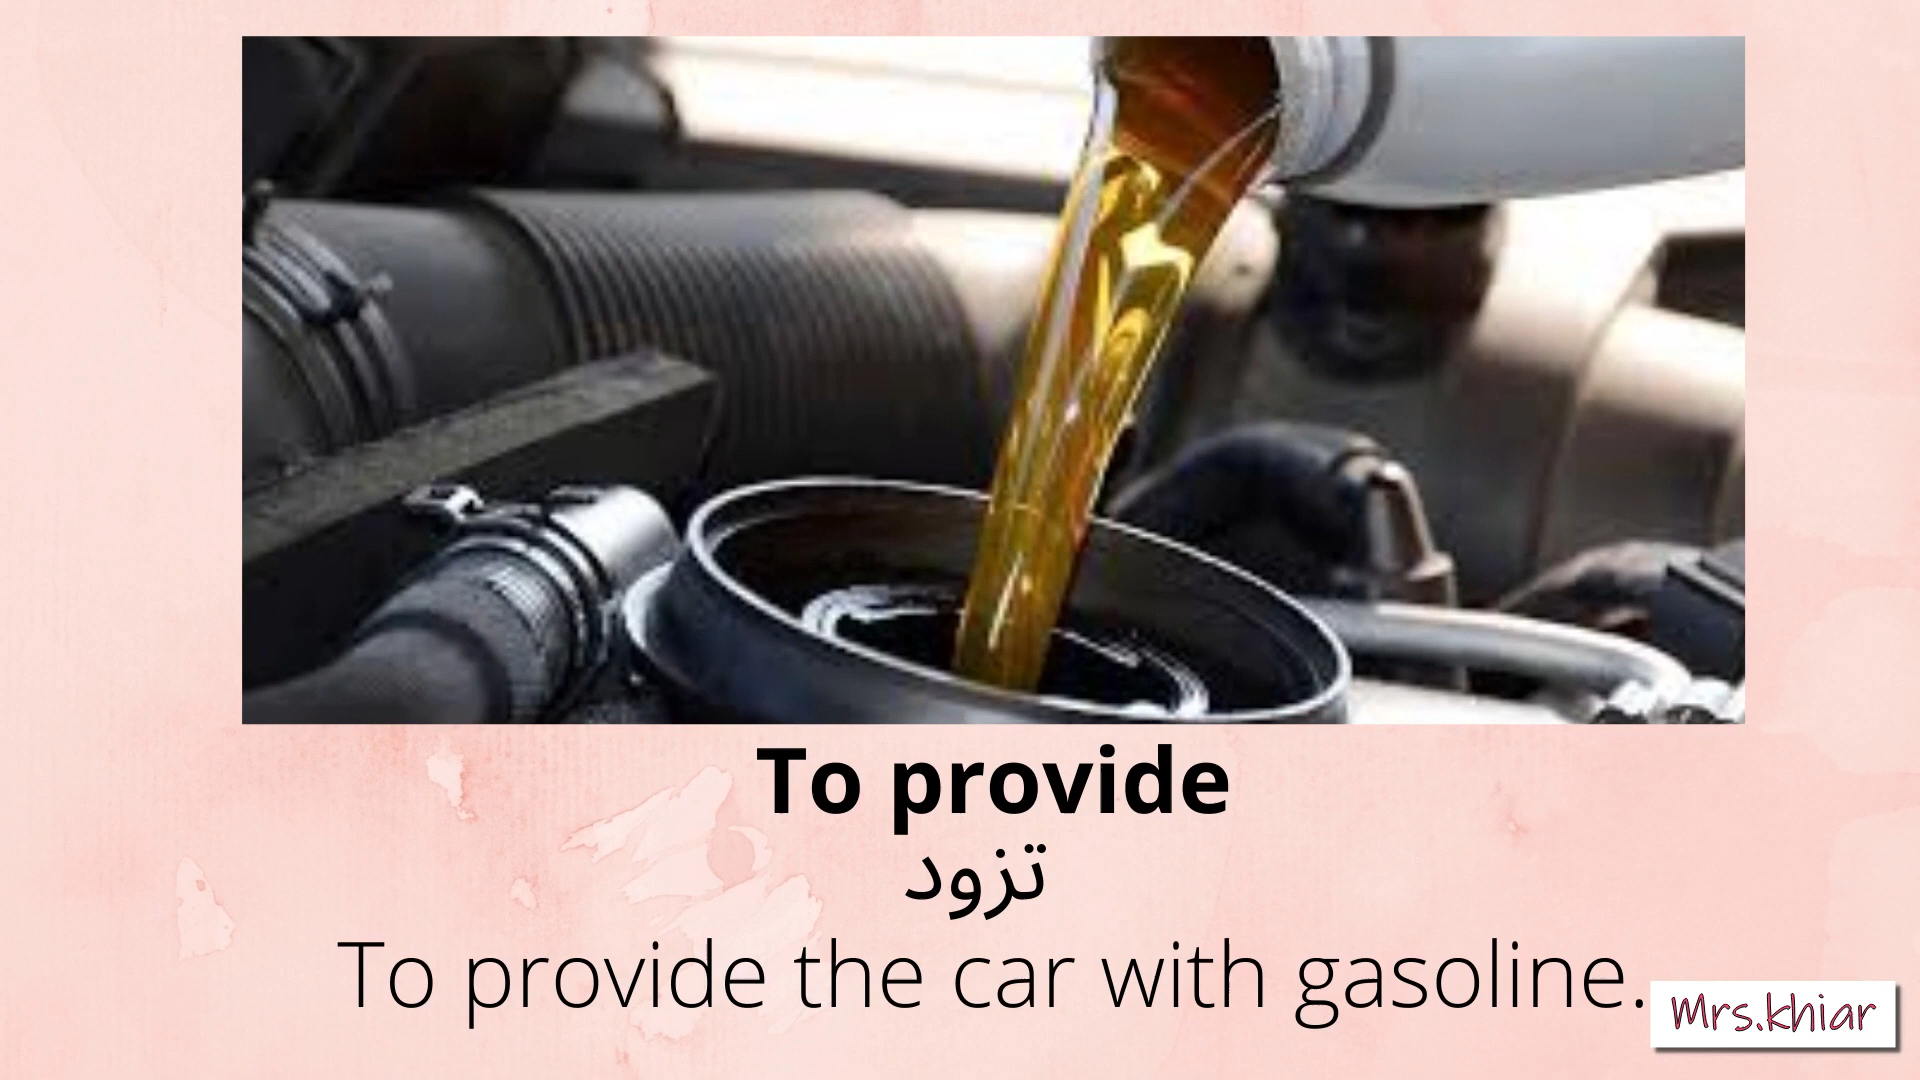 To provide
تزود
To provide the car with gasoline.
Mrs.khiar